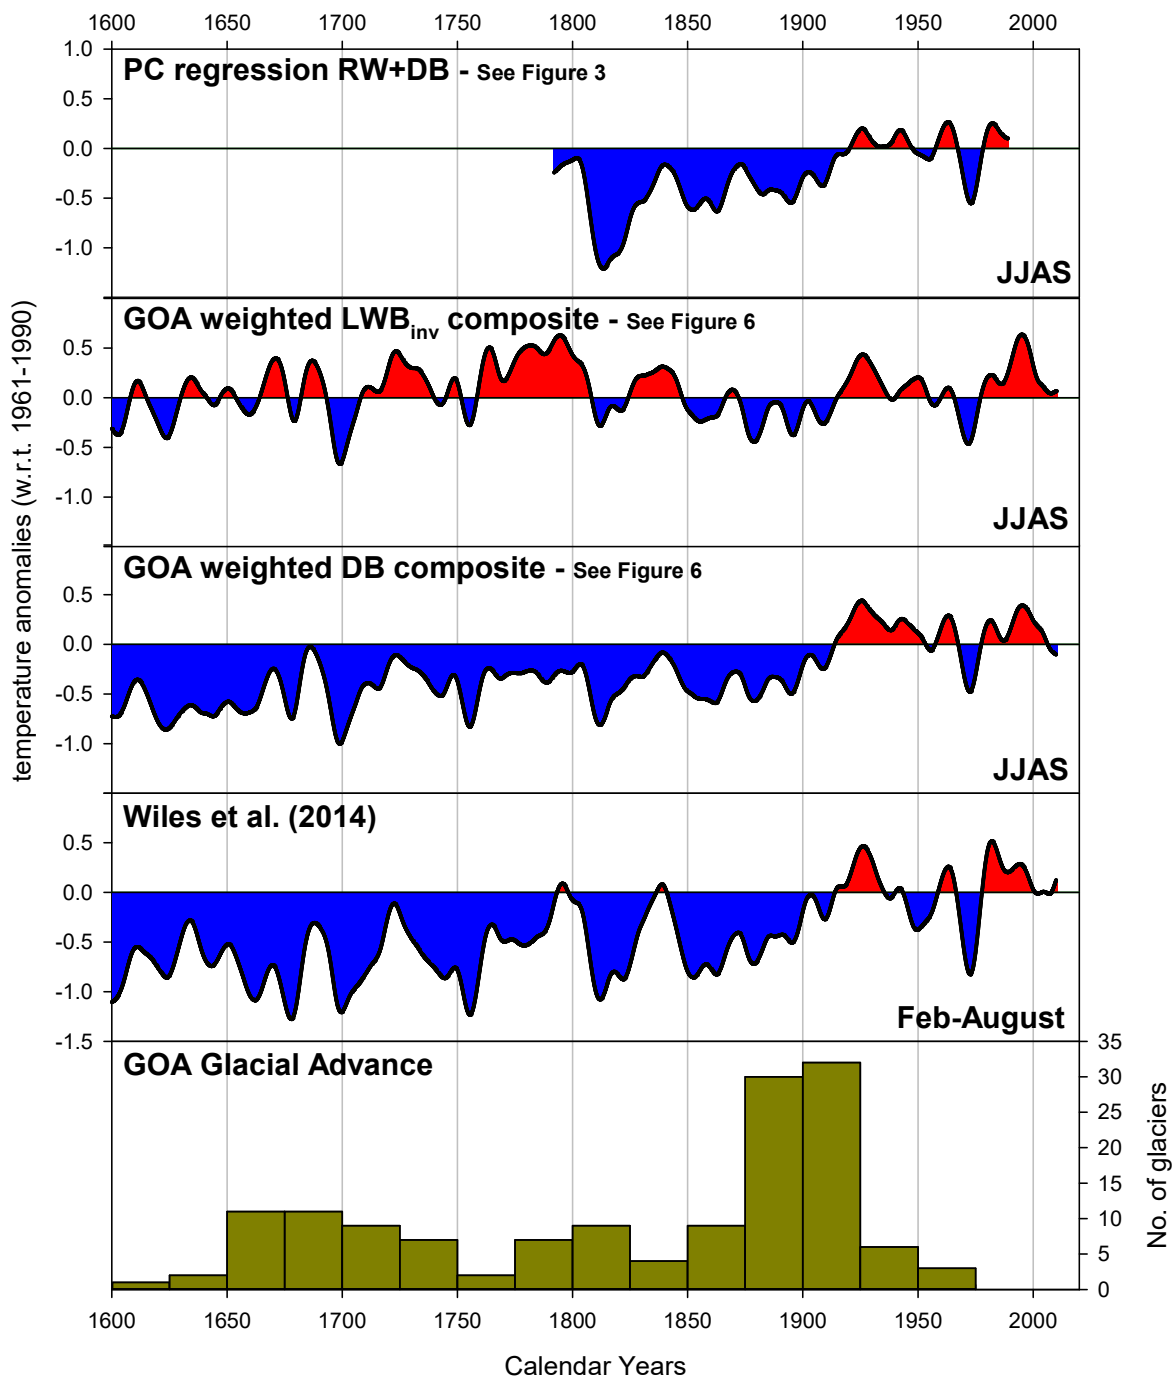 1600 1650 1700 1750 1800 1850 1900 1950 2000
1.0
PC regression RW+DB - See Figure 3
0.5
0.0
-0.5
-1.0
JJAS
GOA weighted LWBinv composite - See Figure 6
0.5
0.0
-0.5
-1.0
JJAS
temperature anomalies (w.r.t. 1961-1990)
GOA weighted DB composite - See Figure 6
0.5
0.0
-0.5
-1.0
JJAS
Wiles et al. (2014)
0.5
0.0
-0.5
-1.0
Feb-August
-1.5
35
GOA Glacial Advance
30
25
20
15
10
5
0
No. of glaciers
1600 1650 1700 1750 1800 1850 1900 1950 2000
Calendar Years